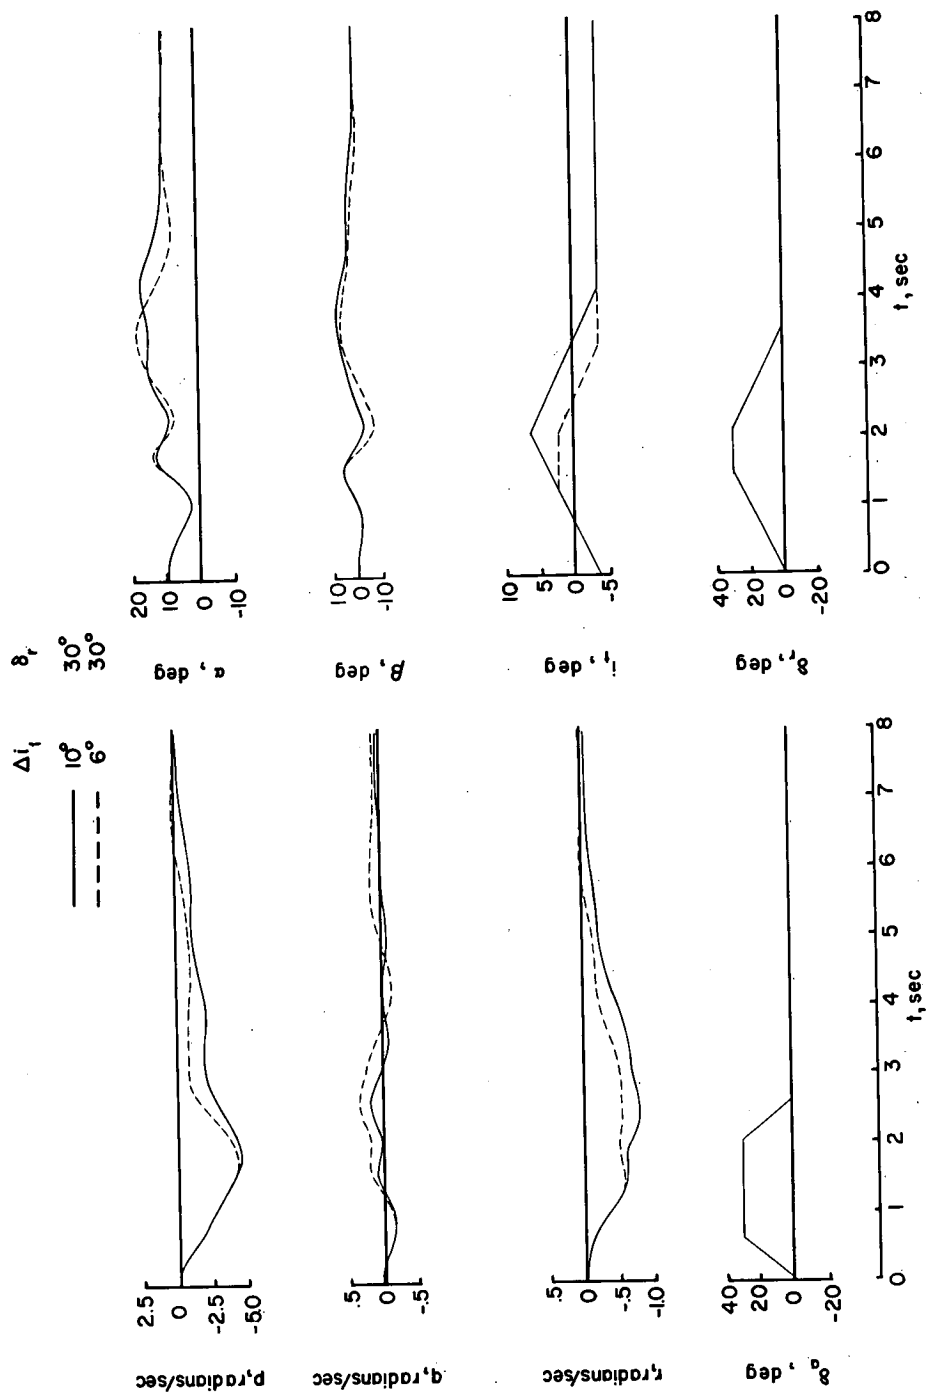 Δi_t δ_r
10° 30°
6° 30°
2.5
0
-2.5
-5.0
p, radians/sec
.5
0
-.5
q, radians/sec
0
-.5
-1.0
r, radians/sec
40
20
0
-20
δ_a, deg
0 1 2 3 4 5 6 7 8
t, sec
20
10
0
-10
α, deg
10
0
-10
β, deg
10
5
0
-5
i_t, deg
40
20
0
-20
δ_r, deg
0 1 2 3 4 5 6 7 8
t, sec